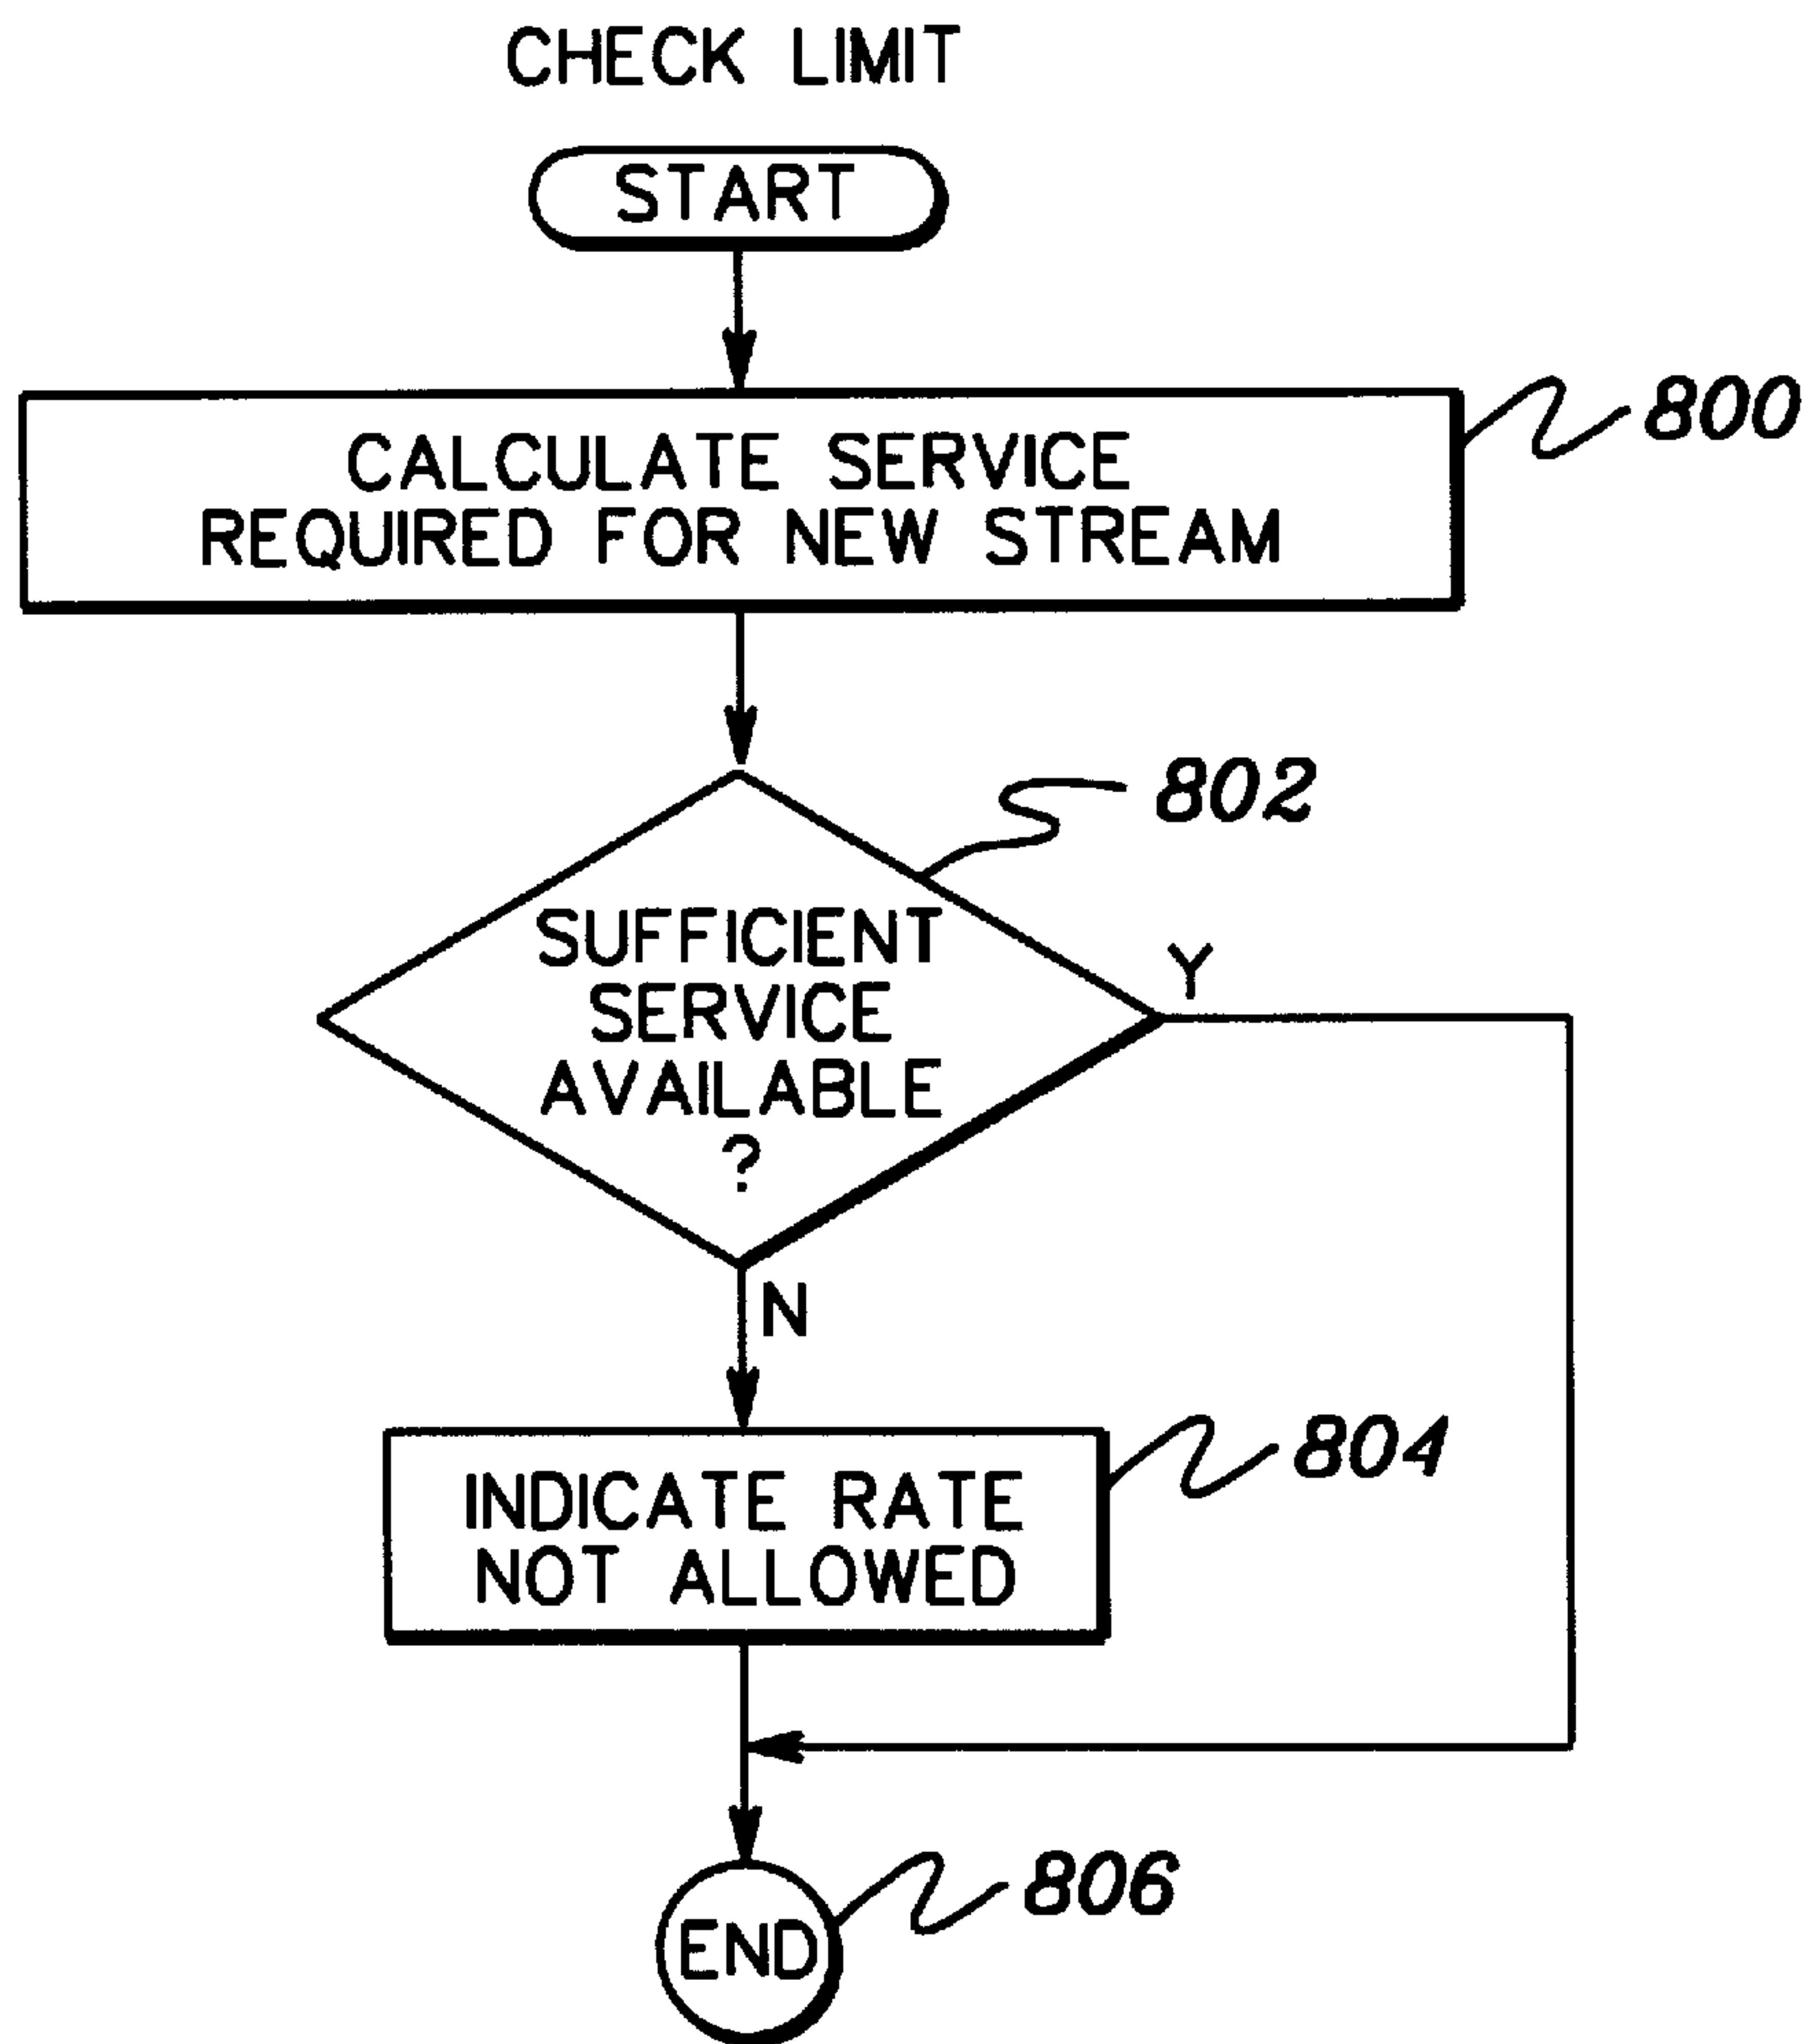 CHECK LIMIT
START
CALCULATE SERVICE
REQUIRED FOR NEW STREAM
800
802
SUFFICIENT
SERVICE
AVAILABLE
?
Y
N
INDICATE RATE
NOT ALLOWED
804
END
806